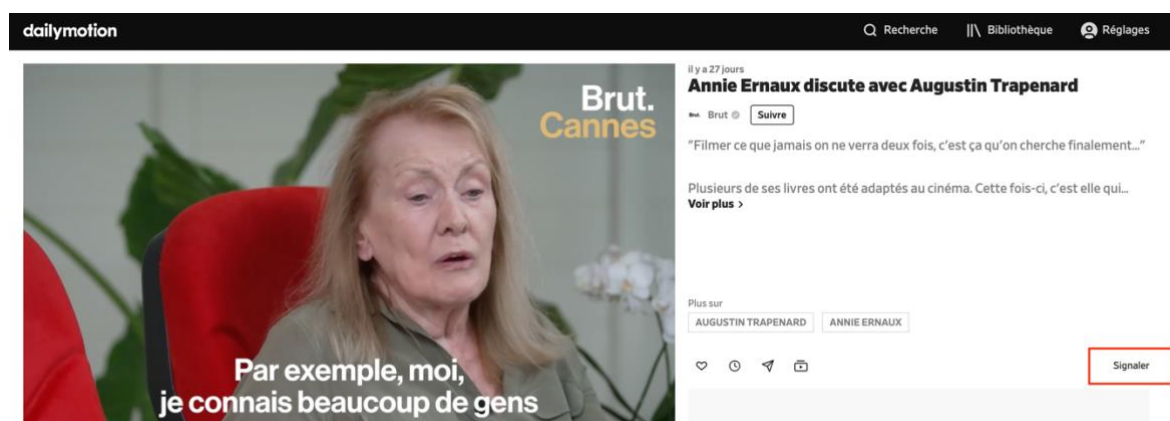 dailymotion
Recherche
Bibliothèque
Réglages
Brut.
Cannes
Par exemple, moi,
je connais beaucoup de gens
il y a 27 jours
Annie Ernaux discute avec Augustin Trapenard
Brut. Brut Suivre
"Filmer ce que jamais on ne verra deux fois, c'est ça qu'on cherche finalement..."
Plusieurs de ses livres ont été adaptés au cinéma. Cette fois-ci, c'est elle qui...
Voir plus >
Plus sur
AUGUSTIN TRAPENARD ANNIE ERNAUX
Signaler